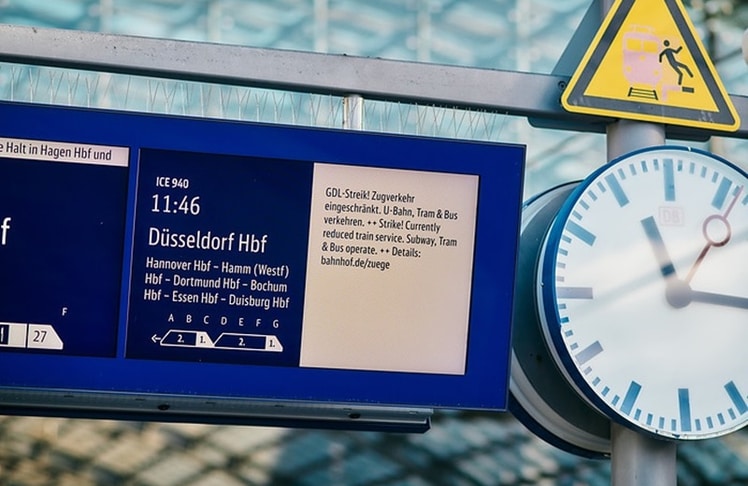 e Halt in Hagen Hbf und
f
F
27
ICE 940
11:46
Düsseldorf Hbf
Hannover Hbf – Hamm (Westf)
Hbf – Dortmund Hbf – Bochum
Hbf – Essen Hbf – Duisburg Hbf
A B C D E F G
2. 1. 2. 1.
GDL-Streik! Zugverkehr
eingeschränkt. U-Bahn, Tram & Bus
verkehren. ++ Strike! Currently
reduced train service. Subway, Tram
& Bus operate. ++ Details:
bahnhof.de/zuege
DB